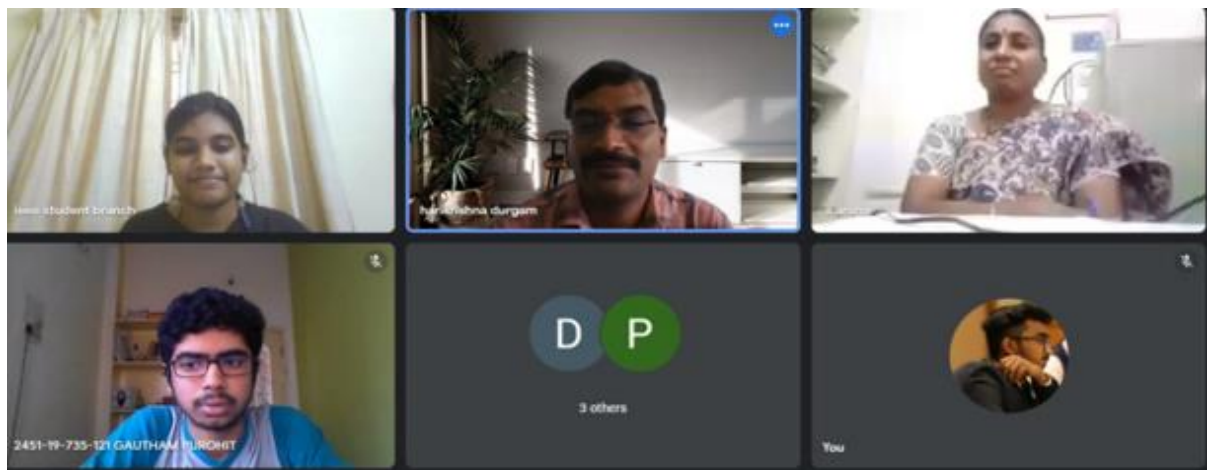 ieee student branch
harikrishna durgam
2451-19-735-121 GAUTHAM PUROHIT
D P
3 others
You